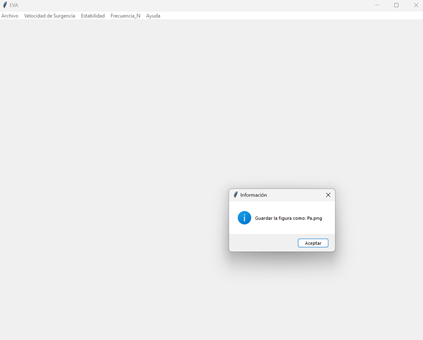 EVA
Archivo Velocidad de Surgencia Estabilidad Frecuencia_N Ayuda
Información
Guardar la figura como: Pa.png
Aceptar